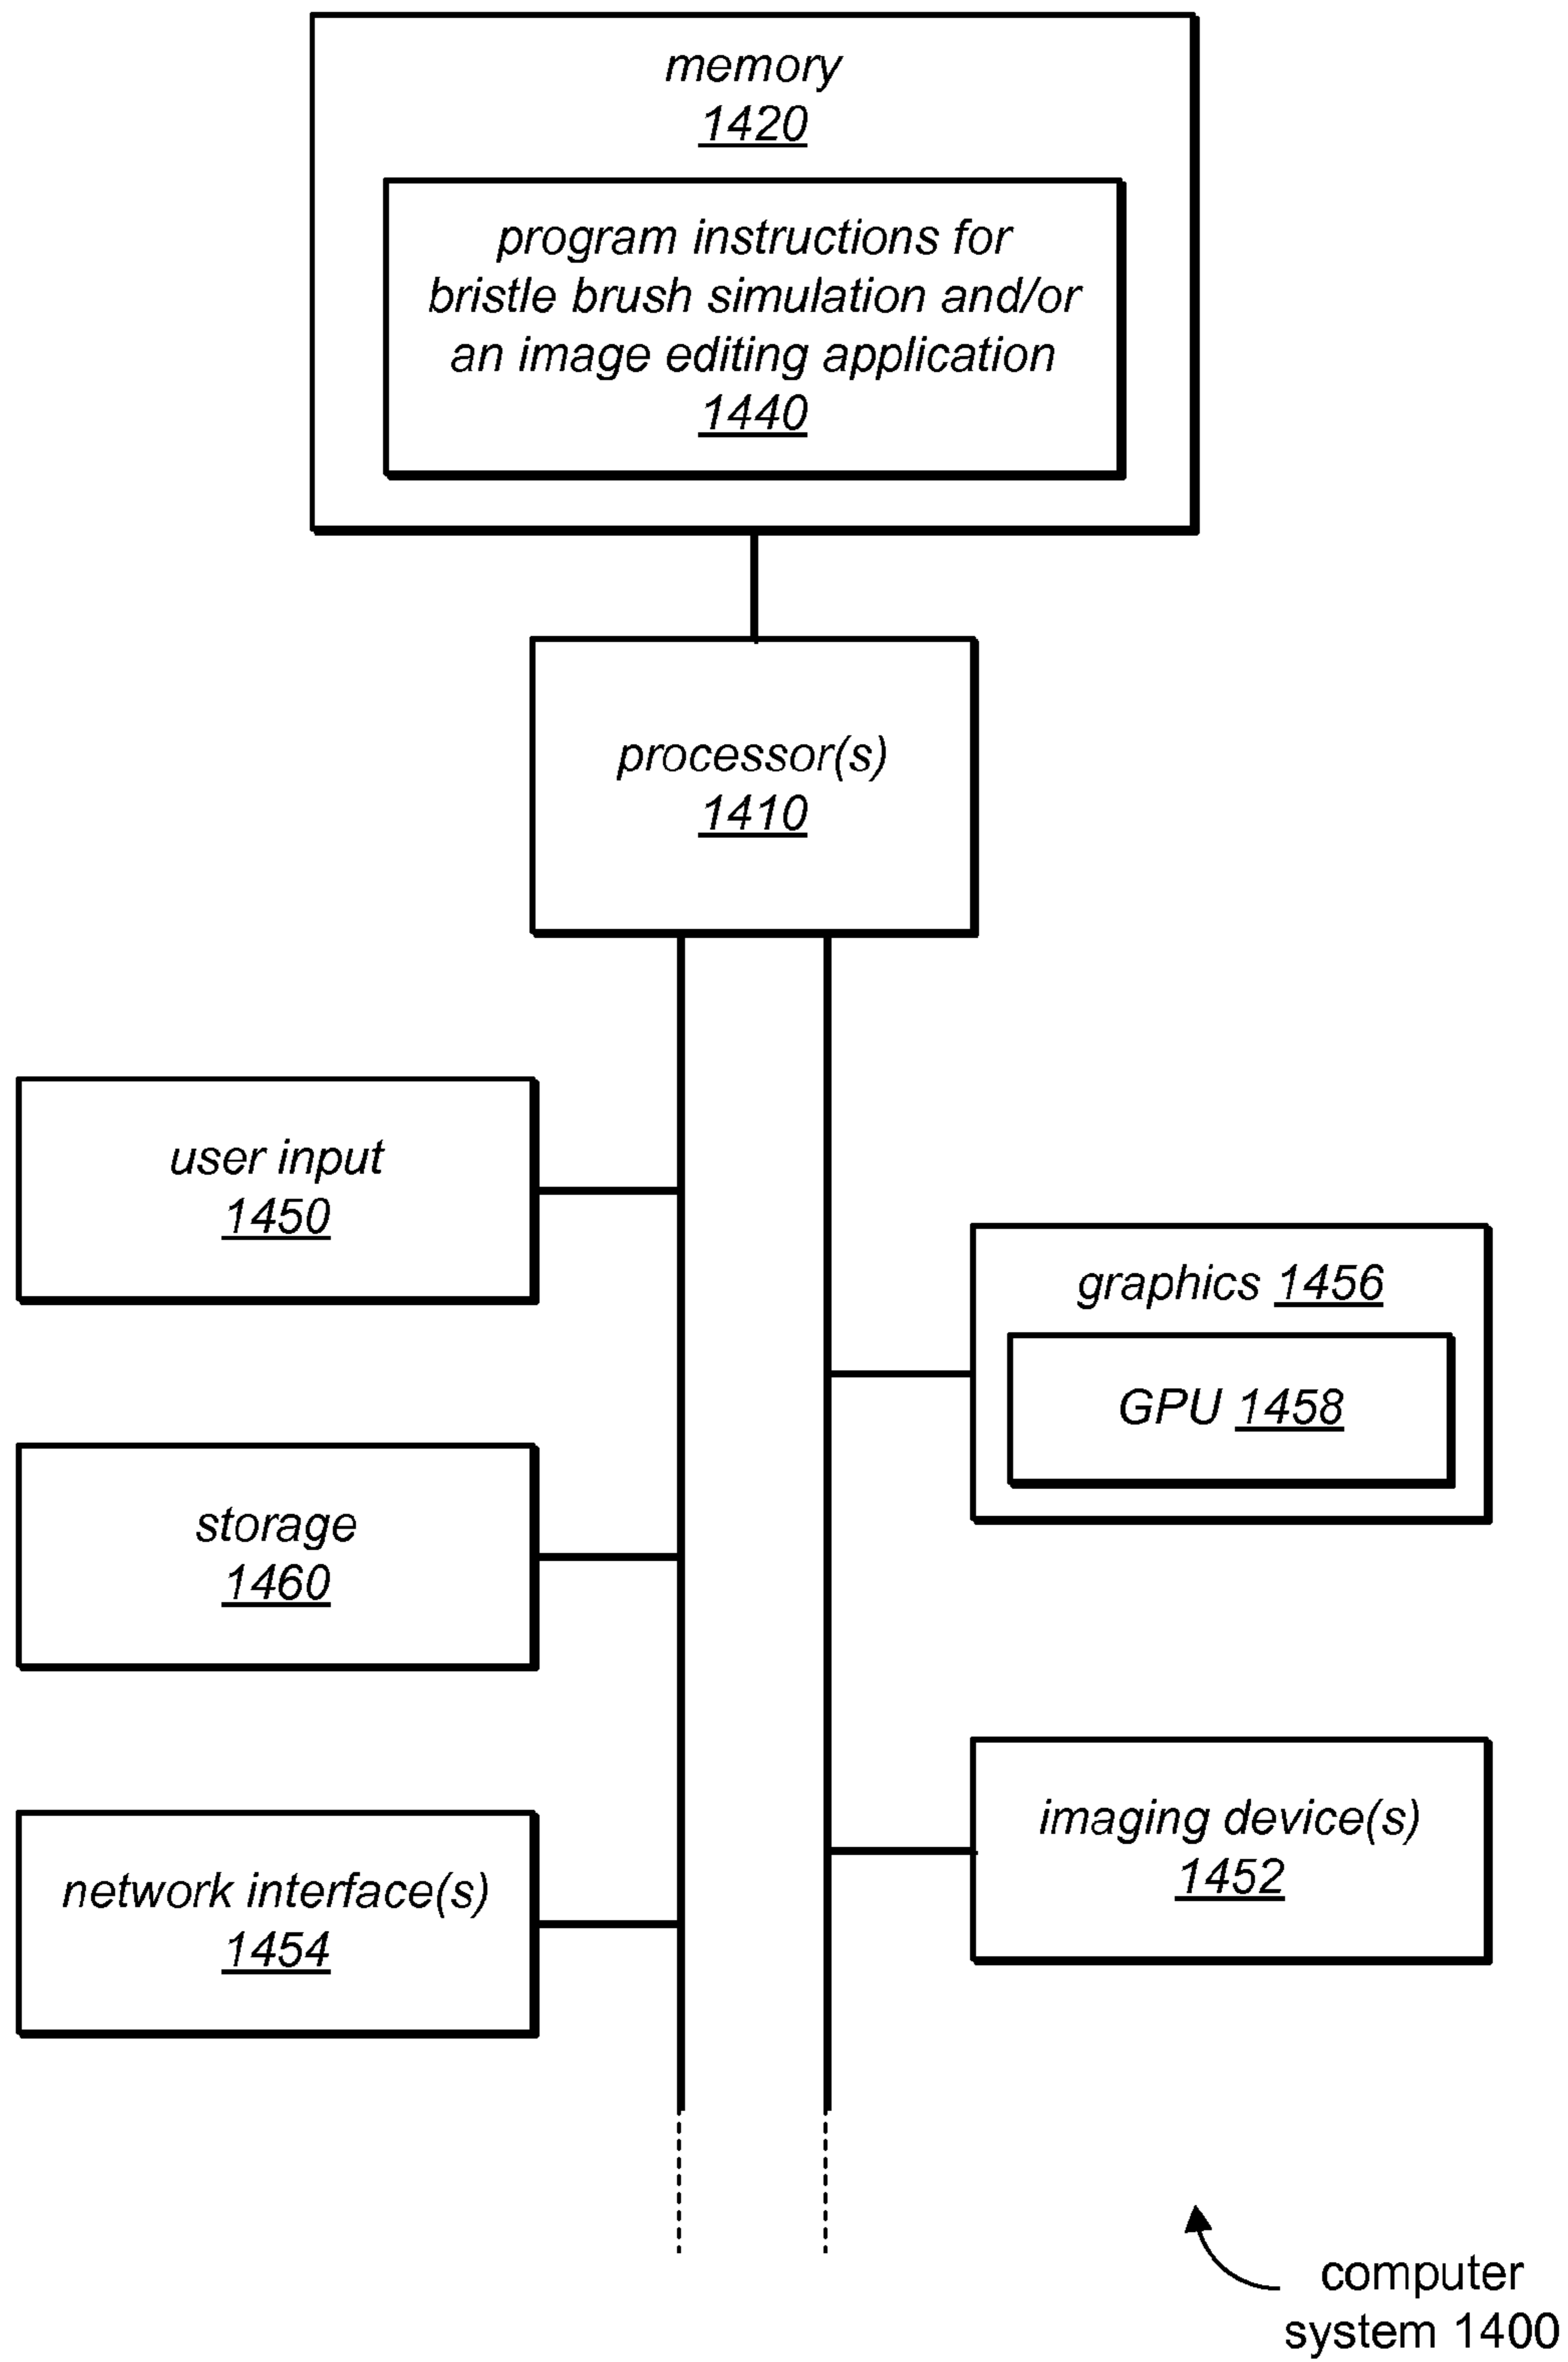 memory
1420
program instructions for
bristle brush simulation and/or
an image editing application
1440
processor(s)
1410
user input
1450
graphics 1456
GPU 1458
storage
1460
imaging device(s)
1452
network interface(s)
1454
computer
system 1400